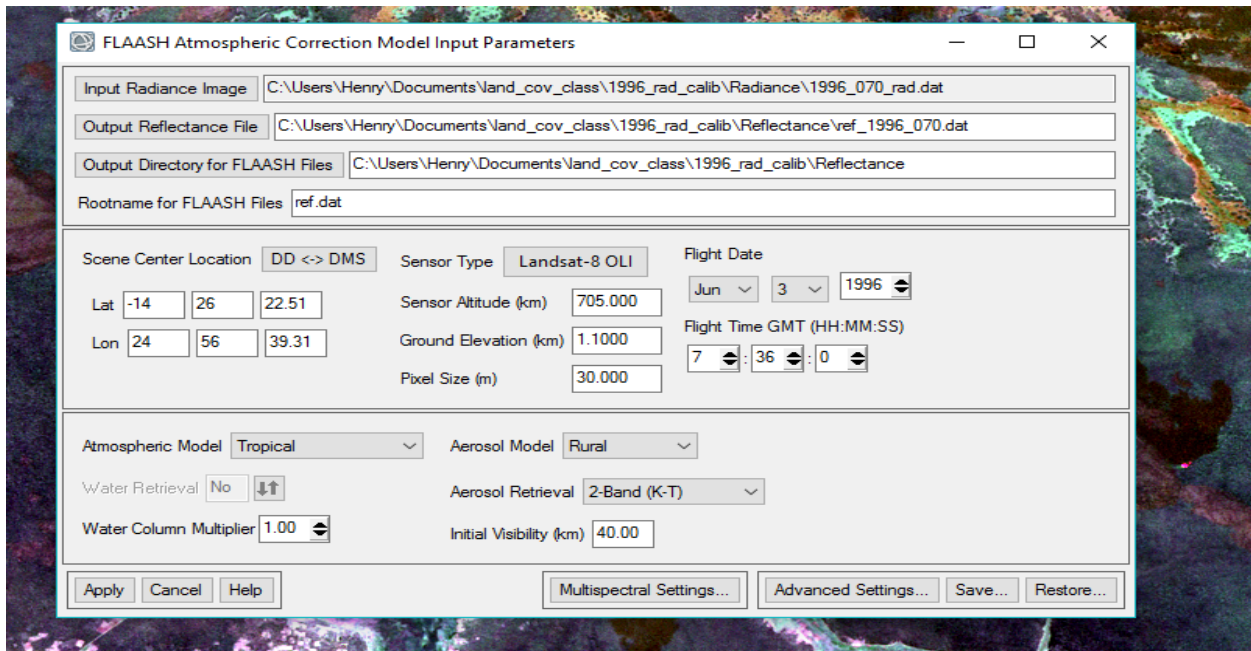 FLAASH Atmospheric Correction Model Input Parameters
Input Radiance Image C:\Users\Henry\Documents\land_cov_class\1996_rad_calib\Radiance\1996_070_rad.dat
Output Reflectance File C:\Users\Henry\Documents\land_cov_class\1996_rad_calib\Reflectance\ref_1996_070.dat
Output Directory for FLAASH Files C:\Users\Henry\Documents\land_cov_class\1996_rad_calib\Reflectance
Rootname for FLAASH Files ref.dat
Scene Center Location DD <-> DMS
Lat -14 26 22.51
Lon 24 56 39.31
Sensor Type Landsat-8 OLI
Sensor Altitude (km) 705.000
Ground Elevation (km) 1.1000
Pixel Size (m) 30.000
Flight Date
Jun 3 1996
Flight Time GMT (HH:MM:SS)
7 : 36 : 0
Atmospheric Model Tropical
Water Retrieval No
Water Column Multiplier 1.00
Aerosol Model Rural
Aerosol Retrieval 2-Band (K-T)
Initial Visibility (km) 40.00
Apply Cancel Help Multispectral Settings... Advanced Settings... Save... Restore...